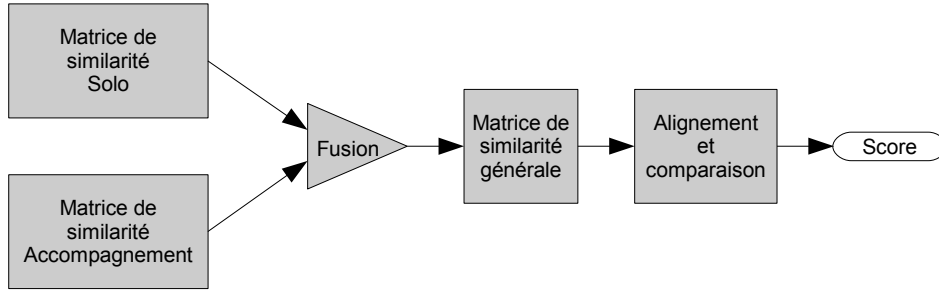 Matrice de
similarité
Solo
Matrice de
similarité
Accompagnement
Fusion
Matrice de
similarité
générale
Alignement
et
comparaison
Score